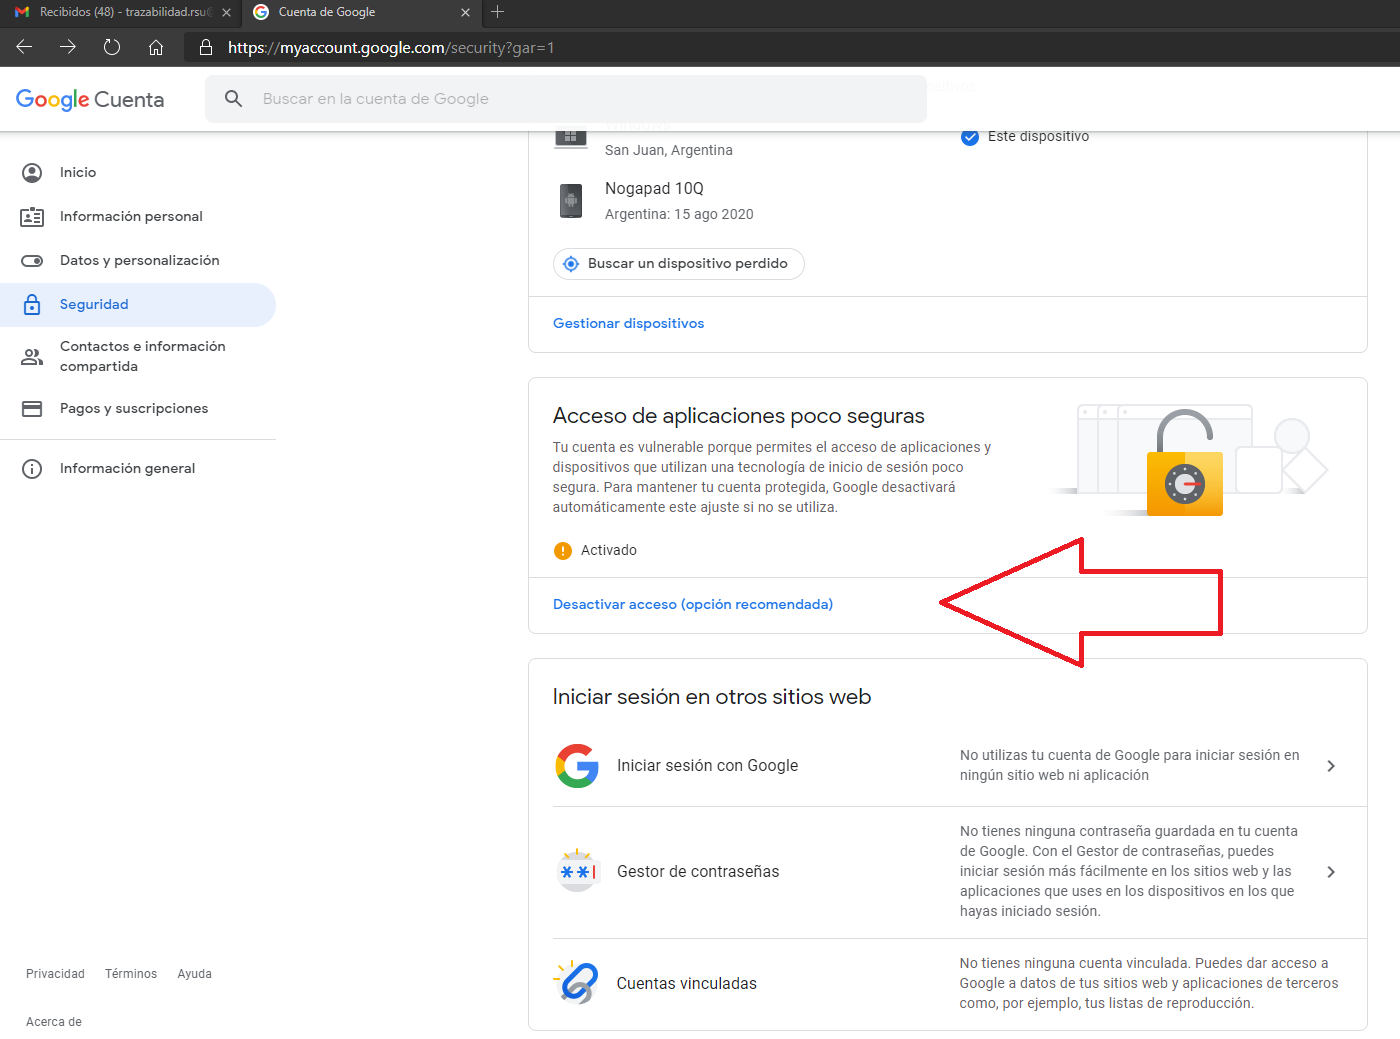 Recibidos (48) - trazabilidad.rsu@
Cuenta de Google
https://myaccount.google.com/security?gar=1
Google Cuenta
Buscar en la cuenta de Google
Inicio
Información personal
Datos y personalización
Seguridad
Contactos e información
compartida
Pagos y suscripciones
Información general
Privacidad Términos Ayuda
Acerca de
San Juan, Argentina
Este dispositivo
Nogapad 10Q
Argentina: 15 ago 2020
Buscar un dispositivo perdido
Gestionar dispositivos
Acceso de aplicaciones poco seguras
Tu cuenta es vulnerable porque permites el acceso de aplicaciones y
dispositivos que utilizan una tecnología de inicio de sesión poco
segura. Para mantener tu cuenta protegida, Google desactivará
automáticamente este ajuste si no se utiliza.
Activado
Desactivar acceso (opción recomendada)
Iniciar sesión en otros sitios web
Iniciar sesión con Google
No utilizas tu cuenta de Google para iniciar sesión en
ningún sitio web ni aplicación
Gestor de contraseñas
No tienes ninguna contraseña guardada en tu cuenta
de Google. Con el Gestor de contraseñas, puedes
iniciar sesión más fácilmente en los sitios web y las
aplicaciones que uses en los dispositivos en los que
hayas iniciado sesión.
Cuentas vinculadas
No tienes ninguna cuenta vinculada. Puedes dar acceso a
Google a datos de tus sitios web y aplicaciones de terceros
como, por ejemplo, tus listas de reproducción.